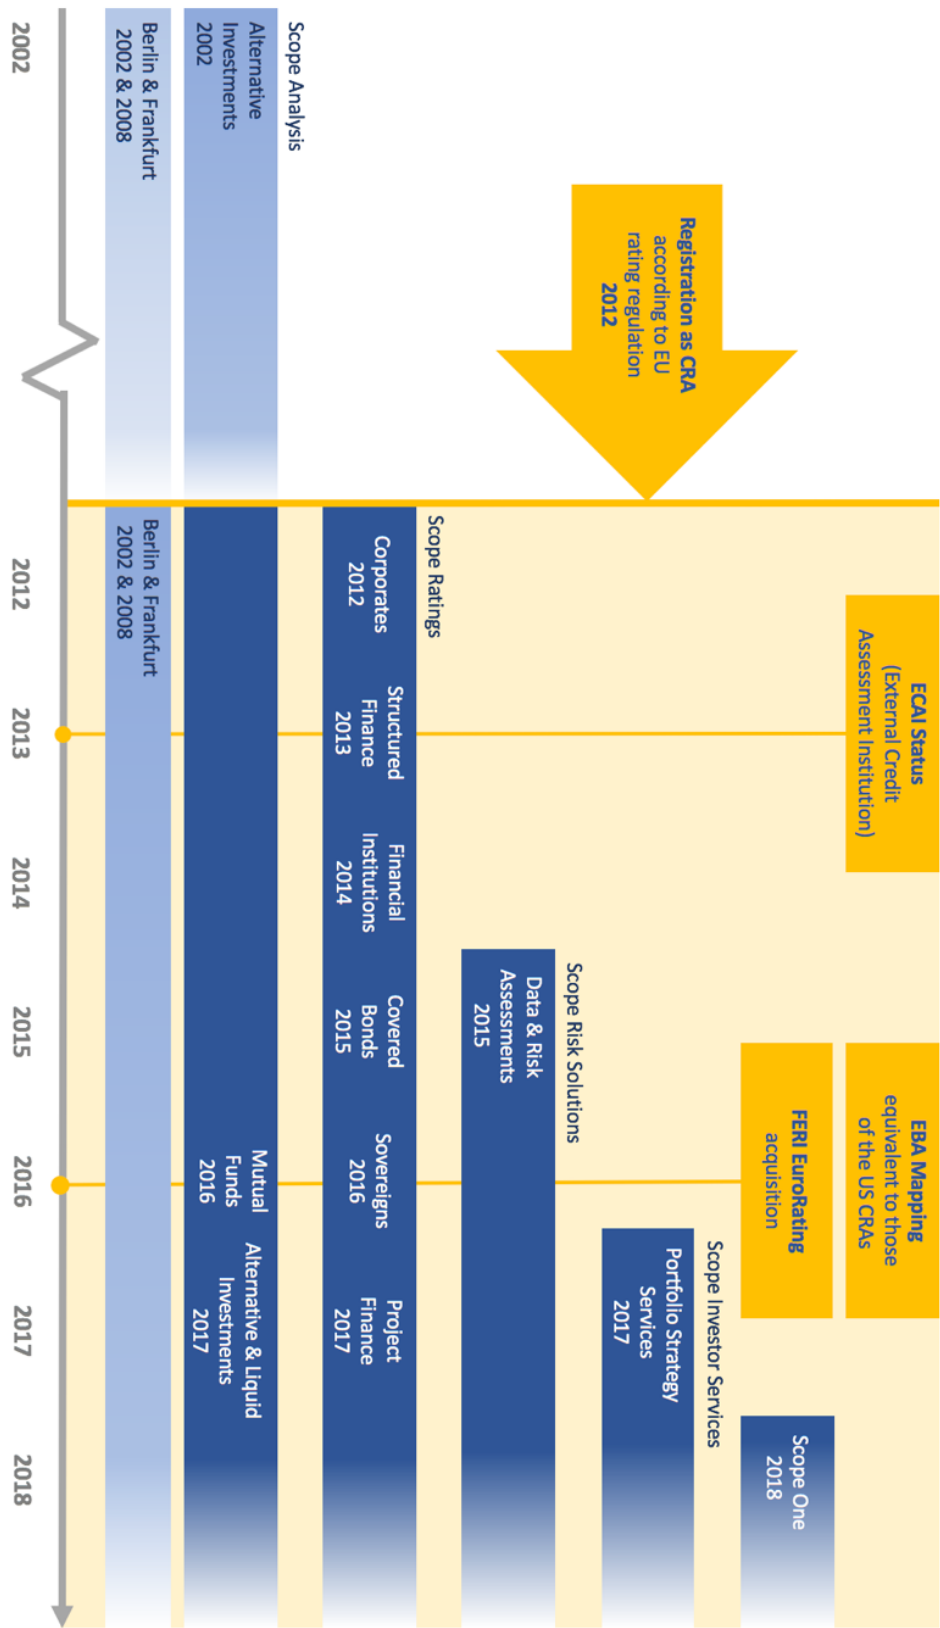 ECAI Status
(External Credit
Assessment Institution)
EBA Mapping
equivalent to those
of the US CRAs
FERI EuroRating
acquisition
Scope One
2018
Registration as CRA
according to EU
rating regulation
2012
Scope Investor Services
Portfolio Strategy
Services
2017
Scope Risk Solutions
Data & Risk
Assessments
2015
Scope Ratings
Corporates
2012
Structured
Finance
2013
Financial
Institutions
2014
Covered
Bonds
2015
Sovereigns
2016
Project
Finance
2017
Scope Analysis
Alternative
Investments
2002
Mutual
Funds
2016
Alternative & Liquid
Investments
2017
Berlin & Frankfurt
2002 & 2008
Berlin & Frankfurt
2002 & 2008
2002
2012
2013
2014
2015
2016
2017
2018